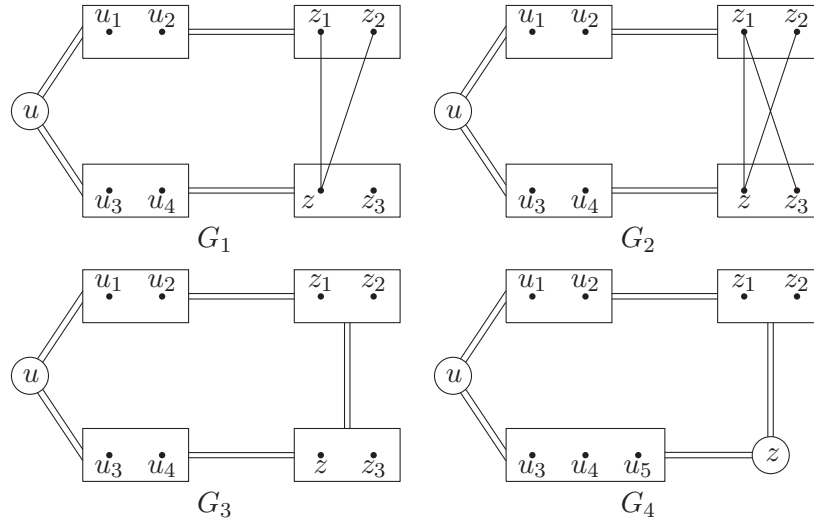 u₁ u₂ z₁ z₂ u₁ u₂ z₁ z₂
u u
u₃ u₄ z z₃ u₃ u₄ z z₃
G₁ G₂
u₁ u₂ z₁ z₂ u₁ u₂ z₁ z₂
u u
u₃ u₄ z z₃ u₃ u₄ u₅ z
G₃ G₄